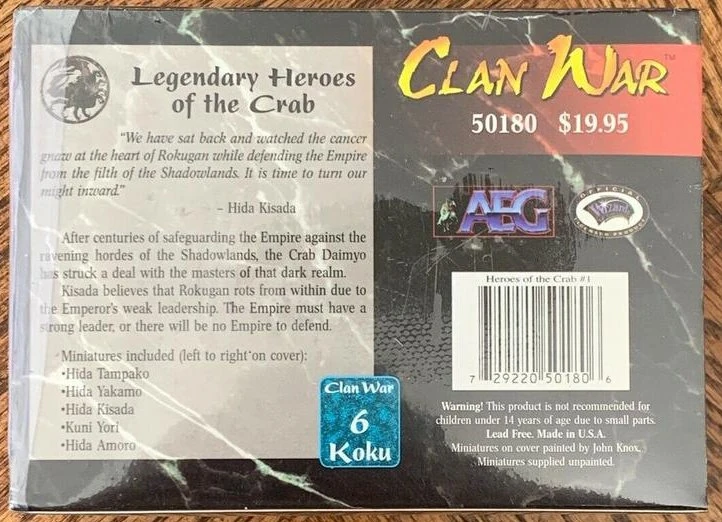 Legendary Heroes
of the Crab
"We have sat back and watched the cancer
gnaw at the heart of Rokugan while defending the Empire
from the filth of the Shadowlands. It is time to turn our
might inward."
- Hida Kisada
After centuries of safeguarding the Empire against the
ravening hordes of the Shadowlands, the Crab Daimyo
has struck a deal with the masters of that dark realm.
Kisada believes that Rokugan rots from within due to
the Emperor's weak leadership. The Empire must have a
strong leader, or there will be no Empire to defend.
Miniatures included (left to right on cover):
•Hida Tampako
•Hida Yakamo
•Hida Kisada
•Kuni Yori
•Hida Amoro
Clan War
6
Koku
CLAN WAR™
50180 $19.95
AEG
OFFICIAL
Wizards
Heroes of the Crab #1
7 29220 50180 6
Warning! This product is not recommended for
children under 14 years of age due to small parts.
Lead Free. Made in U.S.A.
Miniatures on cover painted by John Knox.
Miniatures supplied unpainted.